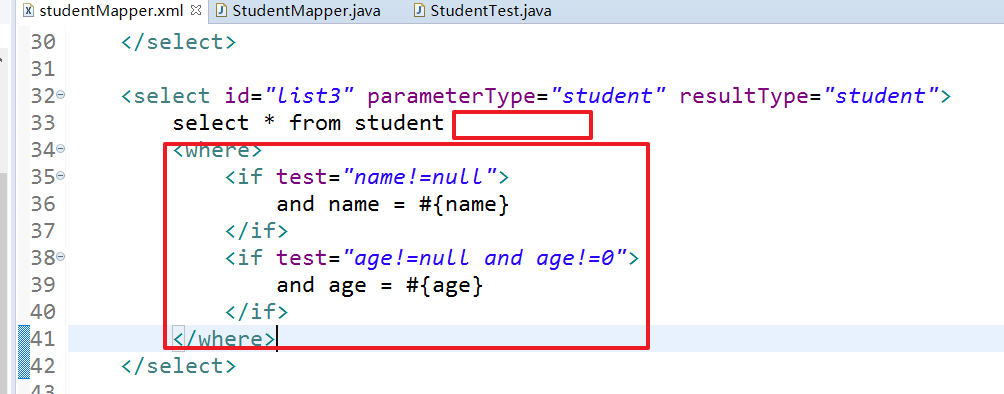 studentMapper.xml StudentMapper.java StudentTest.java
30 </select>
31
32 <select id="list3" parameterType="student" resultType="student">
33 select * from student
34 <where>
35 <if test="name!=null">
36 and name = #{name}
37 </if>
38 <if test="age!=null and age!=0">
39 and age = #{age}
40 </if>
41 </where>
42 </select>
43